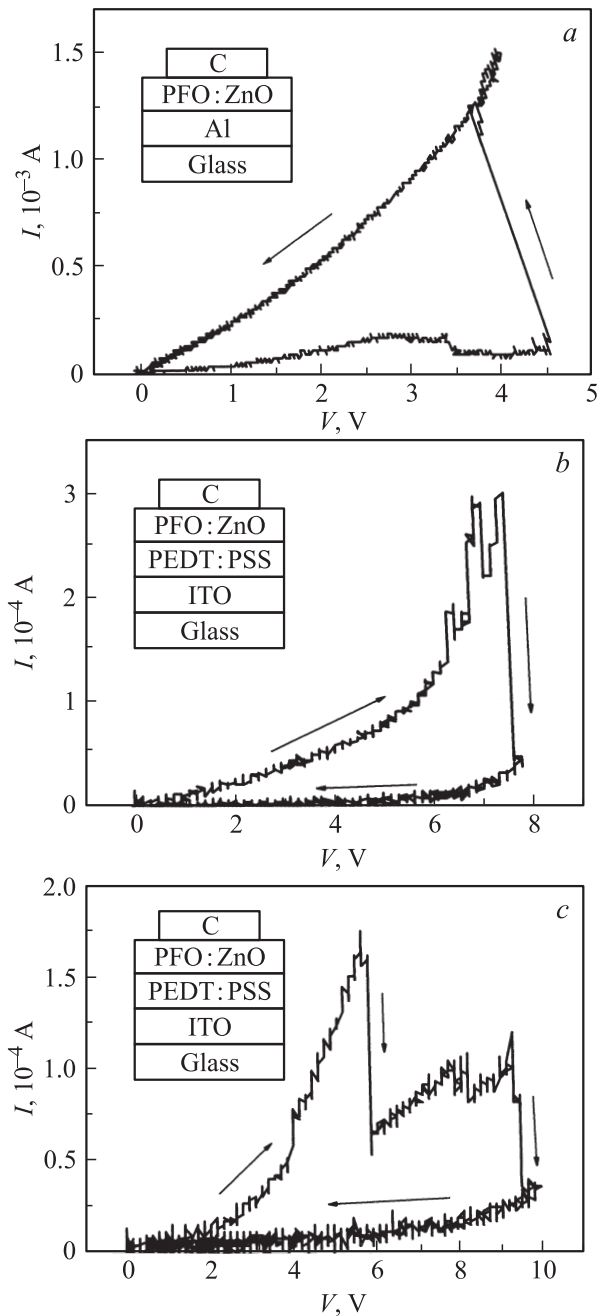 a
1.5
C
PFO : ZnO
Al
Glass
1.0
I, 10⁻³ A
0.5
0
0 1 2 3 4 5
V, V
b
3
C
PFO : ZnO
PEDT : PSS
ITO
Glass
2
I, 10⁻⁴ A
1
0
0 2 4 6 8
V, V
c
2.0
C
PFO : ZnO
PEDT : PSS
ITO
Glass
1.5
I, 10⁻⁴ A
1.0
0.5
0
0 2 4 6 8 10
V, V